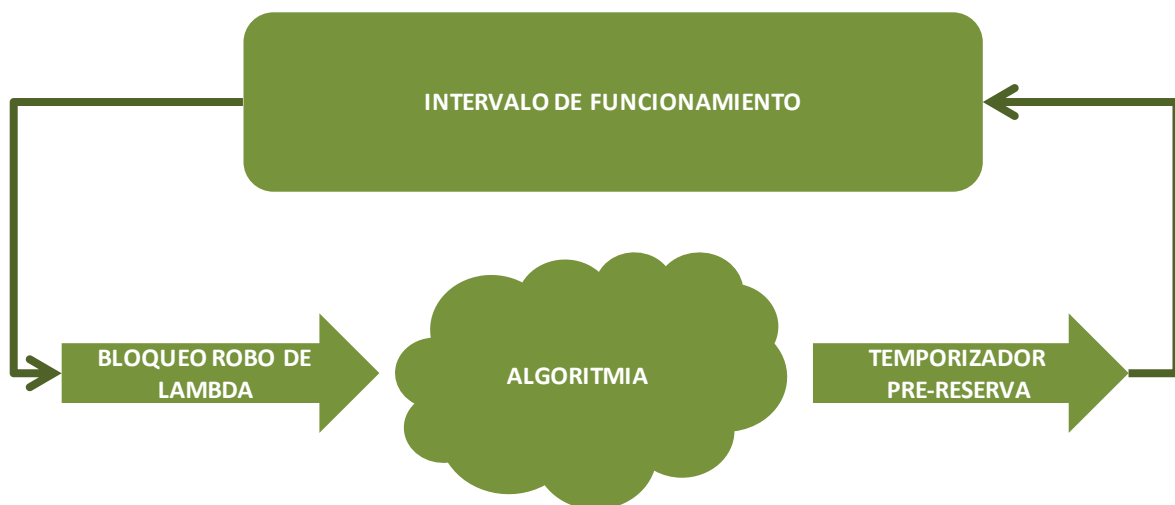 INTERVALO DE FUNCIONAMIENTO
BLOQUEO ROBO DE
LAMBDA
ALGORITMIA
TEMPORIZADOR
PRE-RESERVA